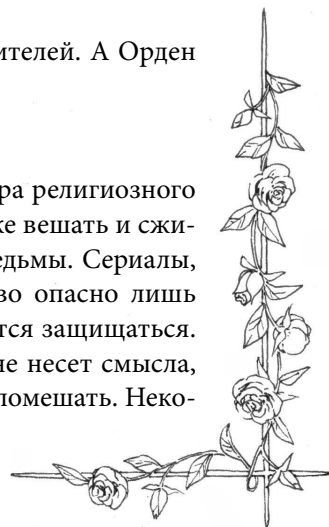 ителей. А Орден
ра религиозного
ке вешать и сжи-
едьмы. Сериалы,
во опасно лишь
тся защищаться.
не несет смысла,
помешать. Неко-